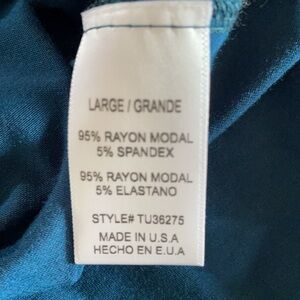 LARGE / GRANDE
95% RAYON MODAL
5% SPANDEX
95% RAYON MODAL
5% ELASTANO
STYLE# TU36275
MADE IN U.S.A
HECHO EN E.U.A